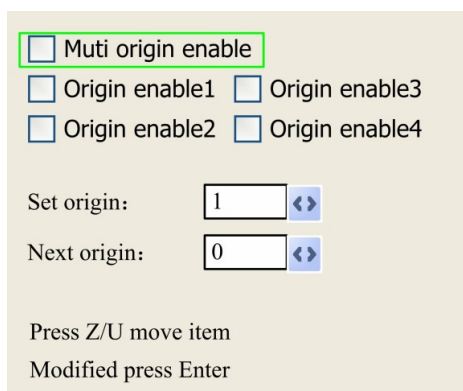 Muti origin enable
Origin enable1 Origin enable3
Origin enable2 Origin enable4
Set origin: 1
Next origin: 0
Press Z/U move item
Modified press Enter